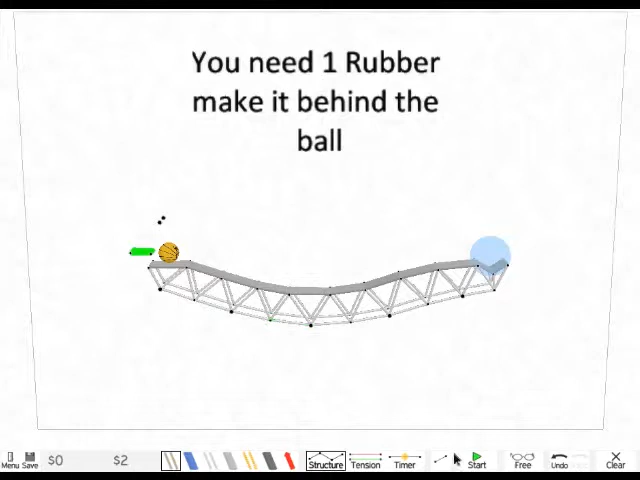 You need 1 Rubber
make it behind the
ball
Menu Save $0 $2 Structure Tension Timer Start Free Undo Clear